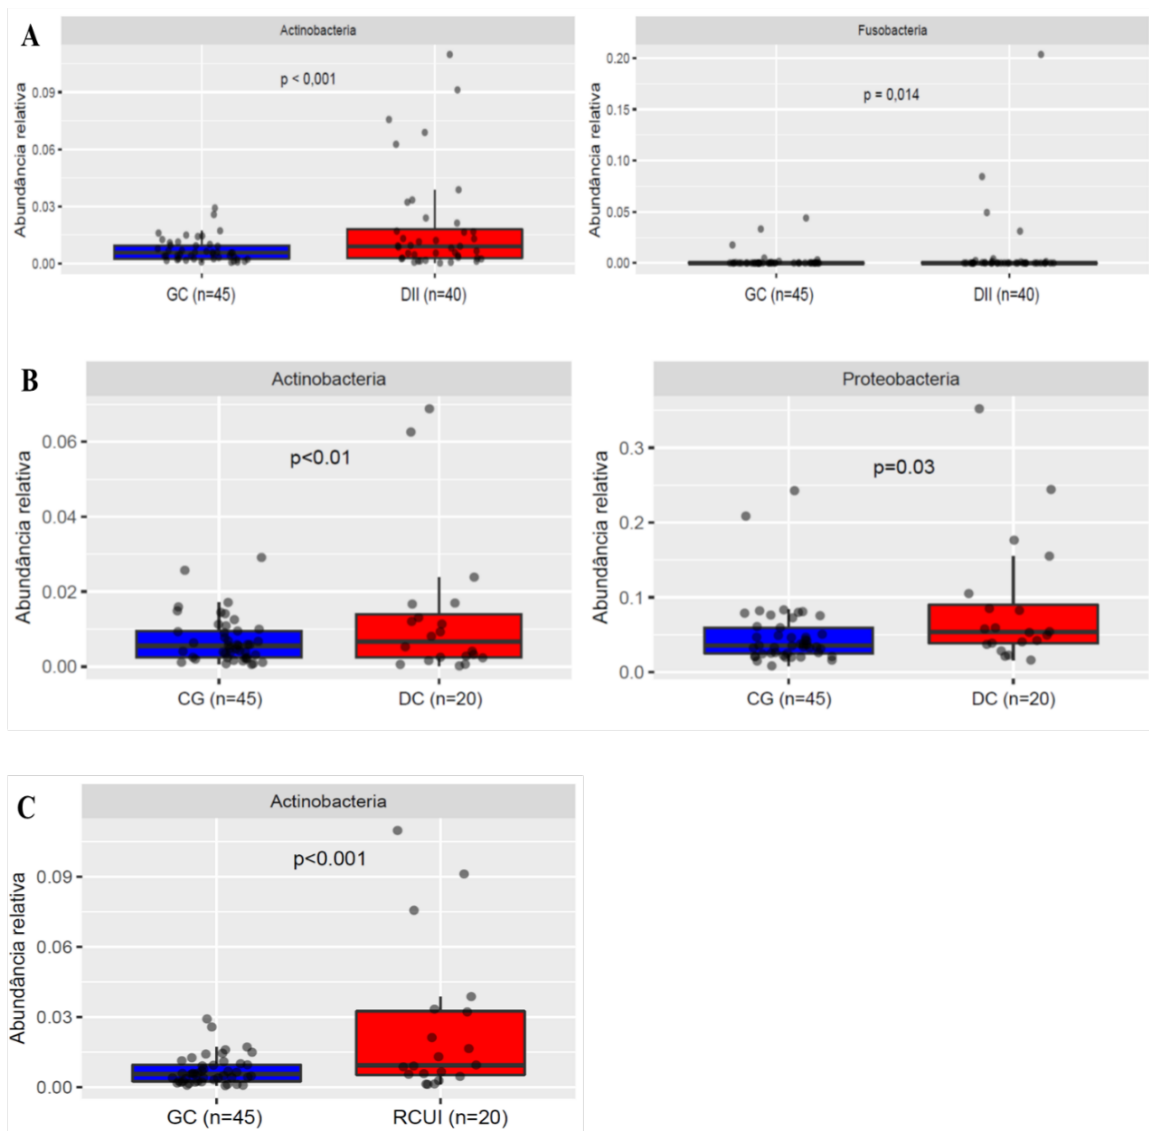 A
Actinobacteria
Abundância relativa
0.09
0.06
0.03
0.00
p < 0,001
GC (n=45)
DII (n=40)
Fusobacteria
Abundância relativa
0.20
0.15
0.10
0.05
0.00
p = 0,014
GC (n=45)
DII (n=40)
B
Actinobacteria
Abundância relativa
0.06
0.04
0.02
0.00
p<0.01
CG (n=45)
DC (n=20)
Proteobacteria
Abundância relativa
0.3
0.2
0.1
0.0
p=0.03
CG (n=45)
DC (n=20)
C
Actinobacteria
Abundância relativa
0.09
0.06
0.03
0.00
p<0.001
GC (n=45)
RCUI (n=20)